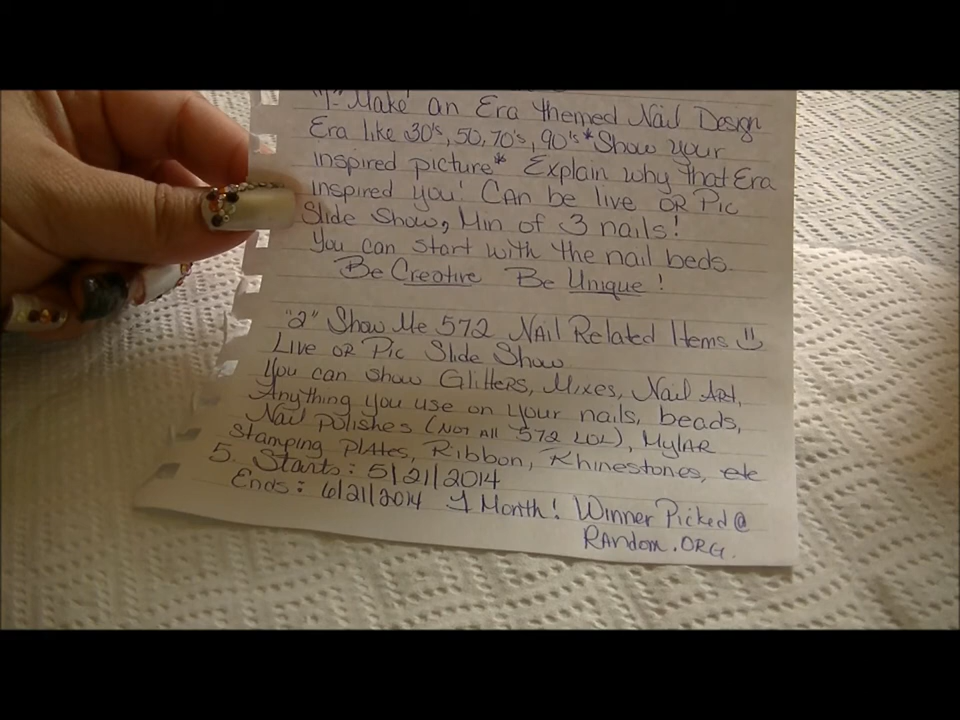 "1" Make an Era themed Nail Design
Era like 30's, 50, 70's, 90's *Show your
inspired picture* Explain why that Era
inspired you! CAN be live OR Pic
Slide Show, Min of 3 nails!
You can start with the nail beds.
Be Creative Be Unique!
"2" Show Me 572 NAil Related Items
Live OR Pic Slide Show
You can show Glitters, Mixes, Nail ARt,
Anything you use on your nails, beads,
Nail polishes (Not All 572 LOL), MylAR
Stamping PlAtes, Ribbon, Rhinestones, etc
5. Starts: 5/21/2014
Ends: 6/21/2014 1 Month! Winner Picked @
RAndom.ORG.